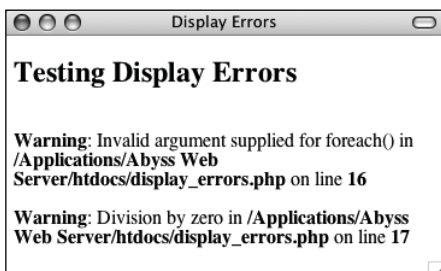 Display Errors
Testing Display Errors
Warning: Invalid argument supplied for foreach() in
/Applications/Abyss Web
Server/htdocs/display_errors.php on line 16
Warning: Division by zero in /Applications/Abyss
Web Server/htdocs/display_errors.php on line 17